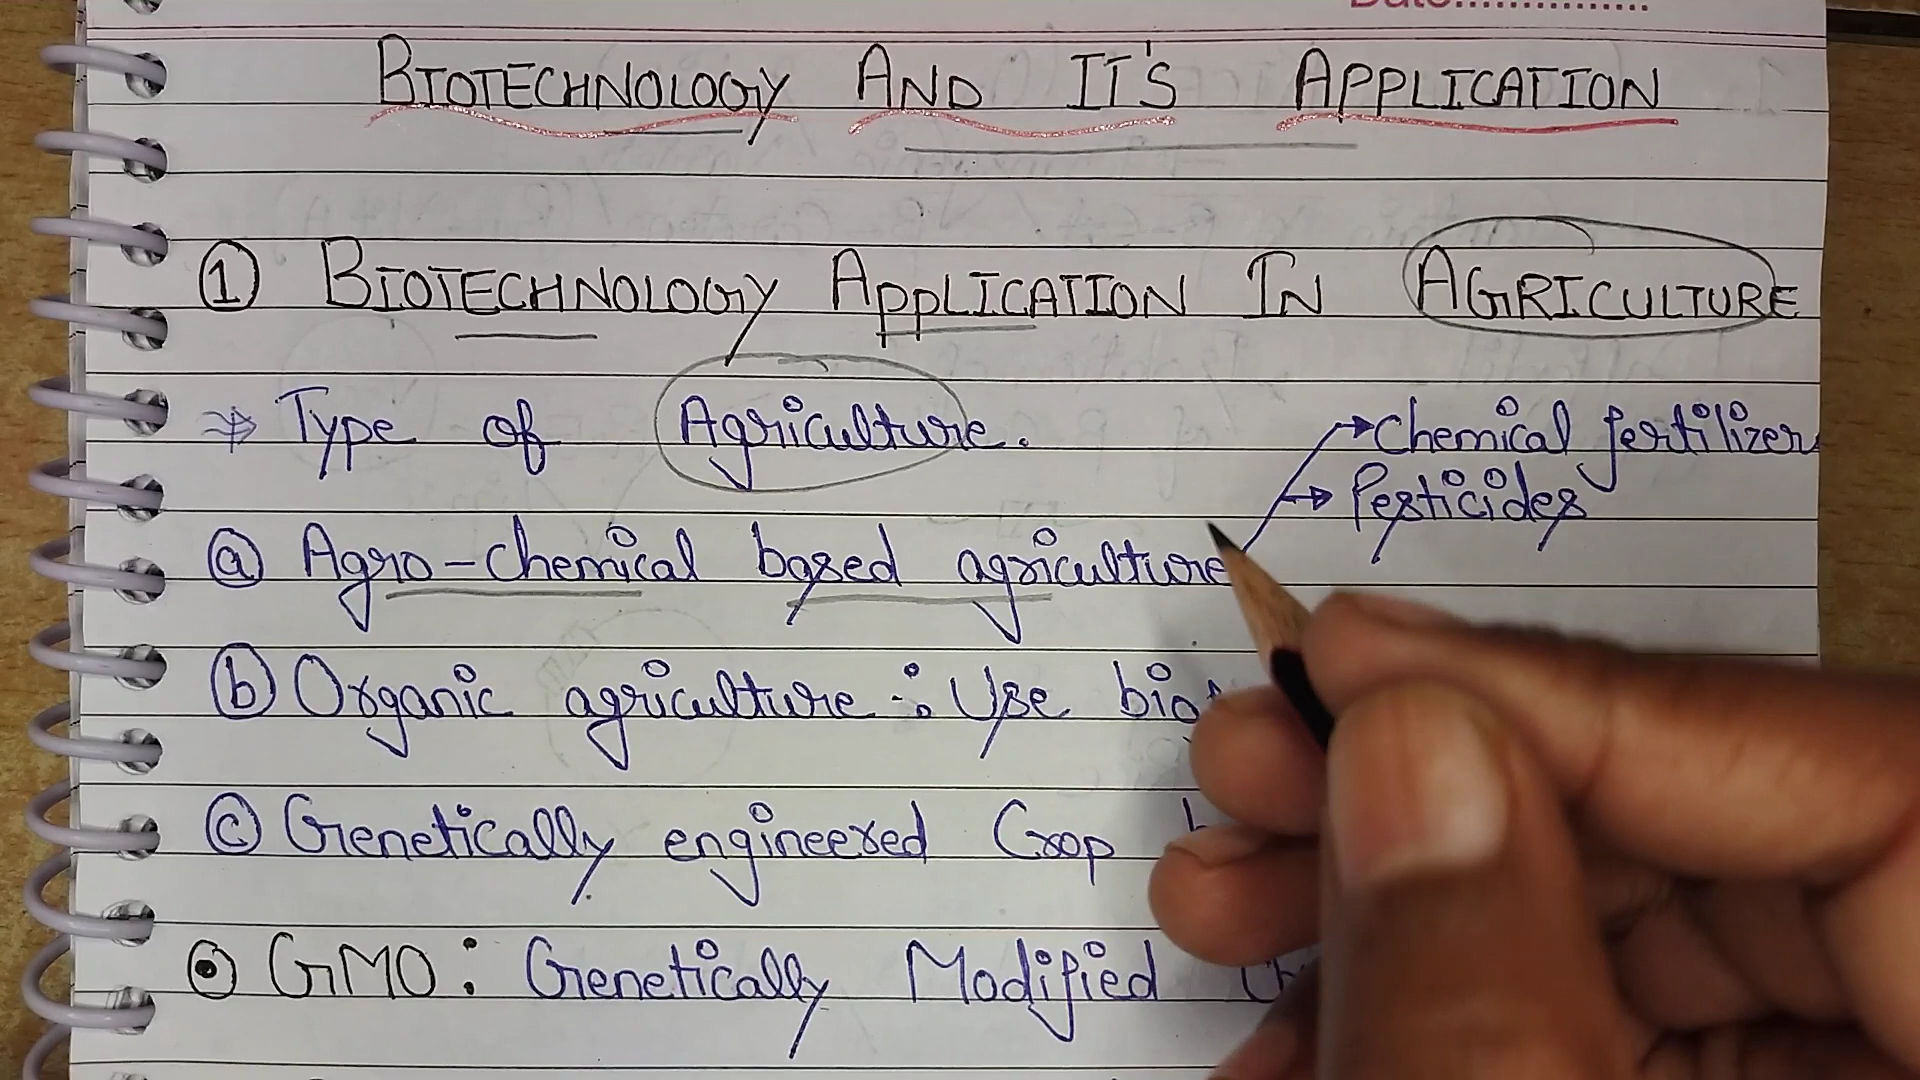 Date...............
BIOTECHNOLOGY AND IT'S APPLICATION
① BIOTECHNOLOGY APPLICATION IN AGRICULTURE
⇒ Type of Agriculture.
→ Chemical fertilizer
→ Pesticides
ⓐ Agro-chemical based agriculture
ⓑ Organic agriculture :- Use
ⓒ Genetically engineered Crop
⊙ GMO : Genetically Modified